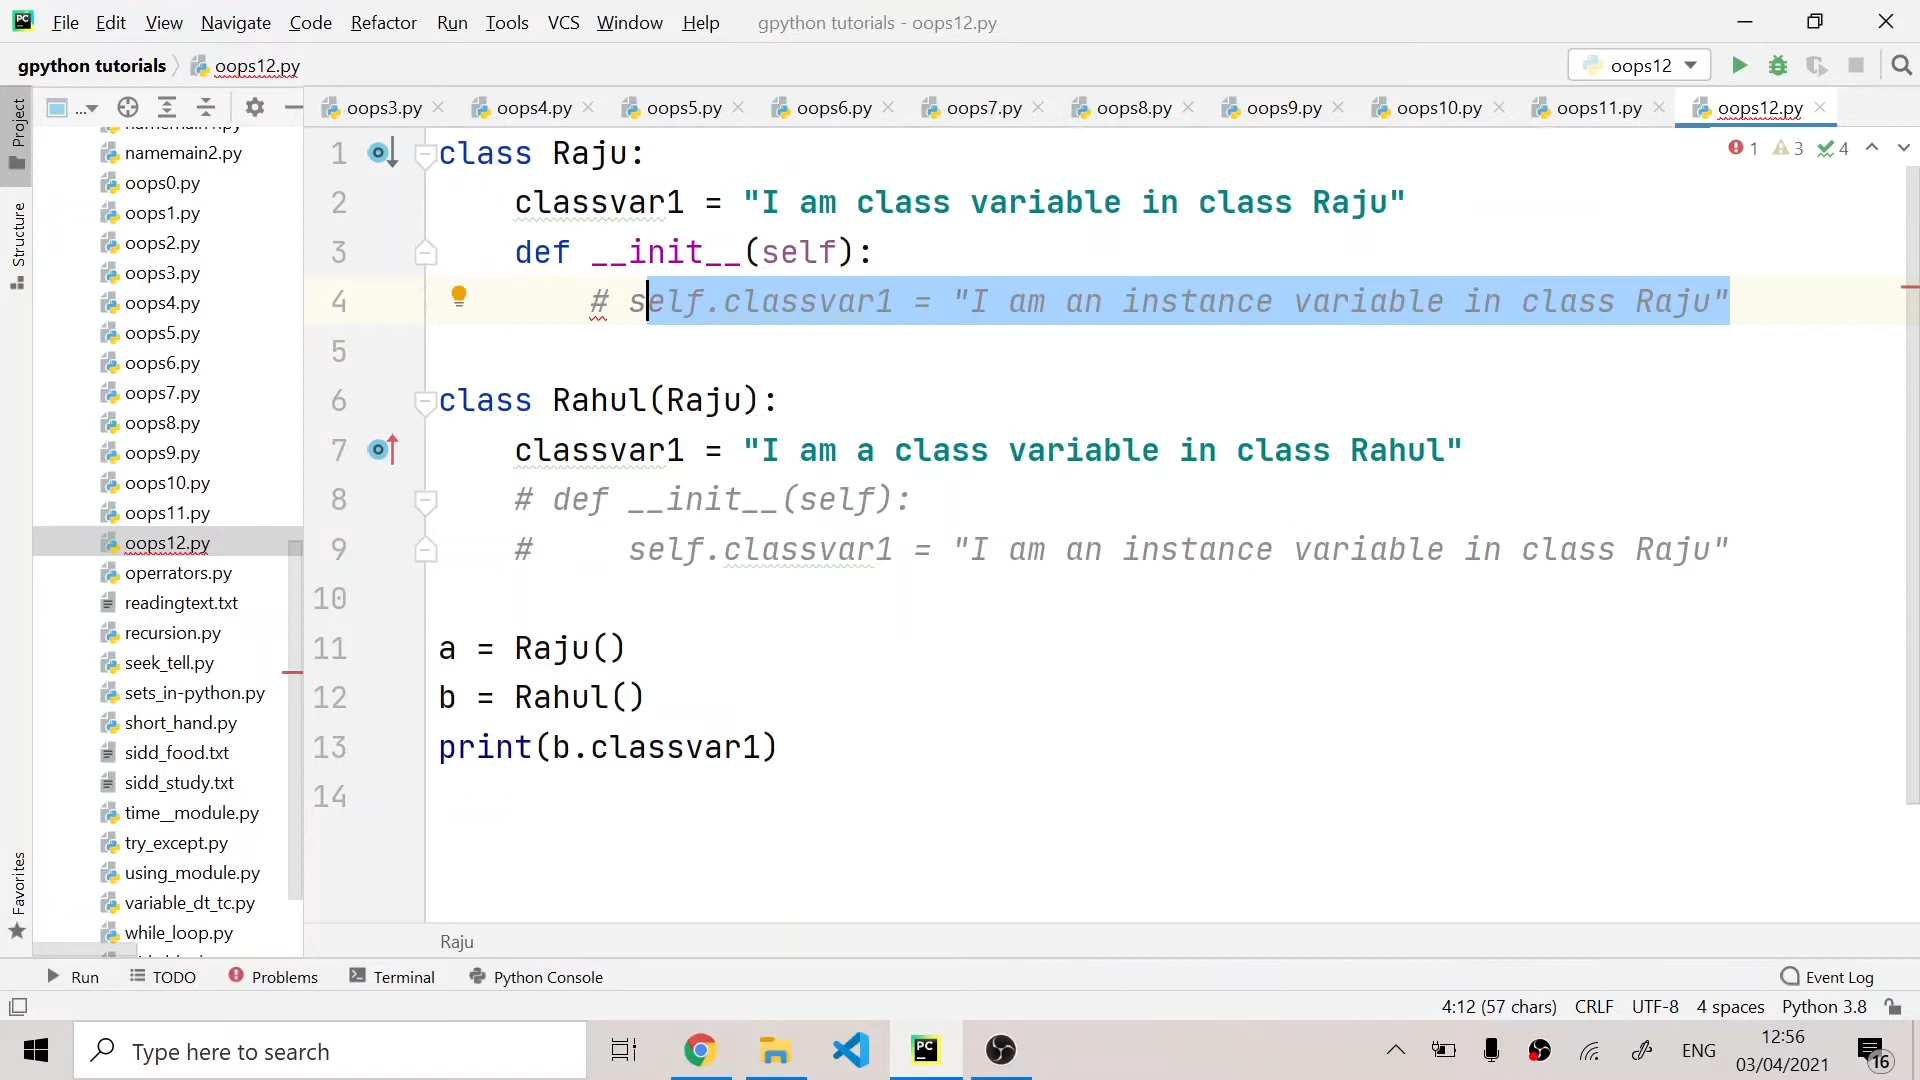 File Edit View Navigate Code Refactor Run Tools VCS Window Help gpython tutorials - oops12.py
gpython tutorials oops12.py oops12
... oops3.py oops4.py oops5.py oops6.py oops7.py oops8.py oops9.py oops10.py oops11.py oops12.py
1 3 4
Project
Structure
Favorites
namemain2.py
oops0.py
oops1.py
oops2.py
oops3.py
oops4.py
oops5.py
oops6.py
oops7.py
oops8.py
oops9.py
oops10.py
oops11.py
oops12.py
operrators.py
readingtext.txt
recursion.py
seek_tell.py
sets_in-python.py
short_hand.py
sidd_food.txt
sidd_study.txt
time__module.py
try_except.py
using_module.py
variable_dt_tc.py
while_loop.py
1 class Raju:
2 classvar1 = "I am class variable in class Raju"
3 def __init__(self):
4 # self.classvar1 = "I am an instance variable in class Raju"
5
6 class Rahul(Raju):
7 classvar1 = "I am a class variable in class Rahul"
8 # def __init__(self):
9 # self.classvar1 = "I am an instance variable in class Raju"
10
11 a = Raju()
12 b = Rahul()
13 print(b.classvar1)
14
Raju
Run TODO Problems Terminal Python Console Event Log
4:12 (57 chars) CRLF UTF-8 4 spaces Python 3.8
Type here to search
PC
ENG
12:56
03/04/2021
16